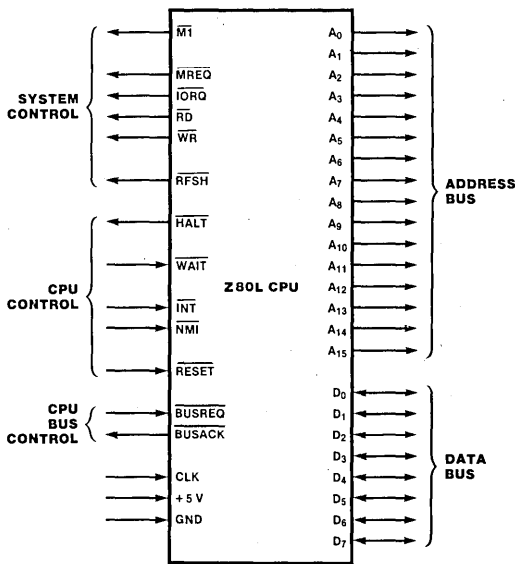 SYSTEM
CONTROL
M1
MREQ
IORQ
RD
WR
RFSH
CPU
CONTROL
HALT
WAIT
INT
NMI
RESET
CPU
BUS
CONTROL
BUSREQ
BUSACK
CLK
+5 V
GND
Z80L CPU
A0
A1
A2
A3
A4
A5
A6
A7
A8
A9
A10
A11
A12
A13
A14
A15
ADDRESS
BUS
D0
D1
D2
D3
D4
D5
D6
D7
DATA
BUS